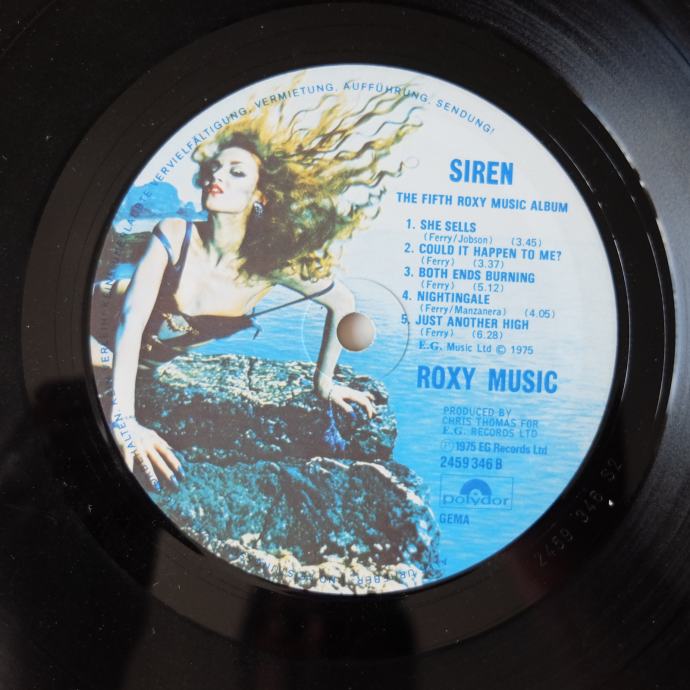 VERVIELFÄLTIGUNG, VERMIETUNG, AUFFÜHRUNG, SENDUNG!
SIREN
THE FIFTH ROXY MUSIC ALBUM
1. SHE SELLS
(Ferry/Jobson) (3.45)
2. COULD IT HAPPEN TO ME?
(Ferry) (3.37)
3. BOTH ENDS BURNING
(Ferry) (5.12)
4. NIGHTINGALE
(Ferry/Manzanera) (4.05)
5. JUST ANOTHER HIGH
(Ferry) (6.28)
E.G. Music Ltd © 1975
ROXY MUSIC
PRODUCED BY
CHRIS THOMAS FOR
E.G. RECORDS LTD
℗ 1975 EG Records Ltd
2459 346 B
polydor
GEMA
2459 346 S2